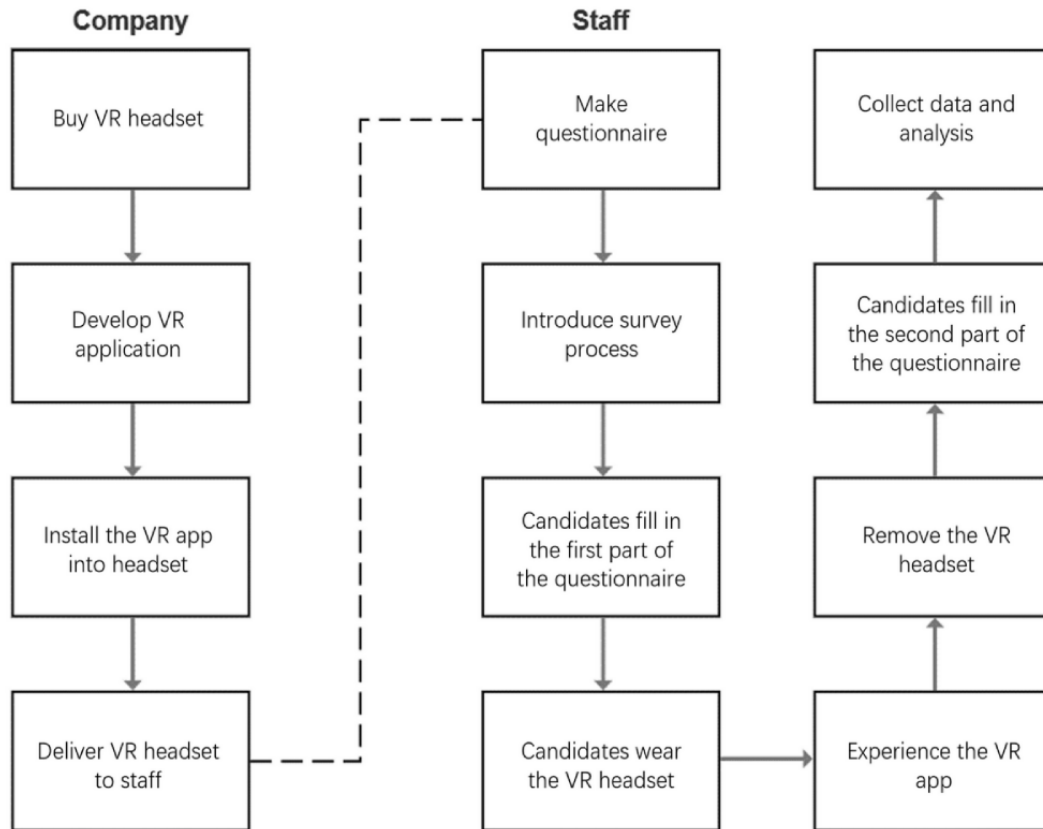 Company
Buy VR headset
Develop VR
application
Install the VR app
into headset
Deliver VR headset
to staff
Staff
Make
questionnaire
Introduce survey
process
Candidates fill in
the first part of
the questionnaire
Candidates wear
the VR headset
Experience the VR
app
Remove the VR
headset
Candidates fill in
the second part of
the questionnaire
Collect data and
analysis